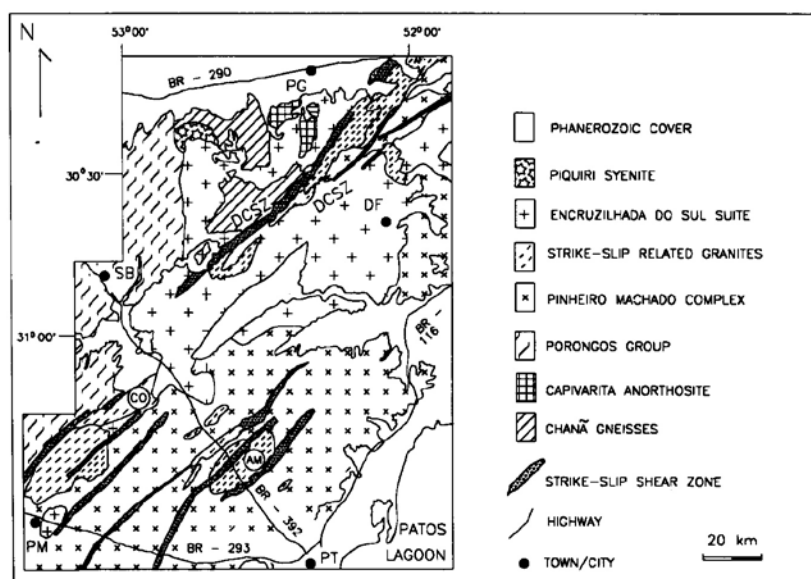 N
53°00'
52°00'
BR - 290
PG
30°30'
DCSZ
DCSZ
DF
SB
31°00'
BR - 116
CO
AM
BR - 392
PM
BR - 293
PT
PATOS
LAGOON
PHANEROZOIC COVER
PIQUIRI SYENITE
ENCRUZILHADA DO SUL SUITE
STRIKE-SLIP RELATED GRANITES
PINHEIRO MACHADO COMPLEX
PORONGOS GROUP
CAPIVARITA ANORTHOSITE
CHANÃ GNEISSES
STRIKE-SLIP SHEAR ZONE
HIGHWAY
TOWN/CITY
20 km